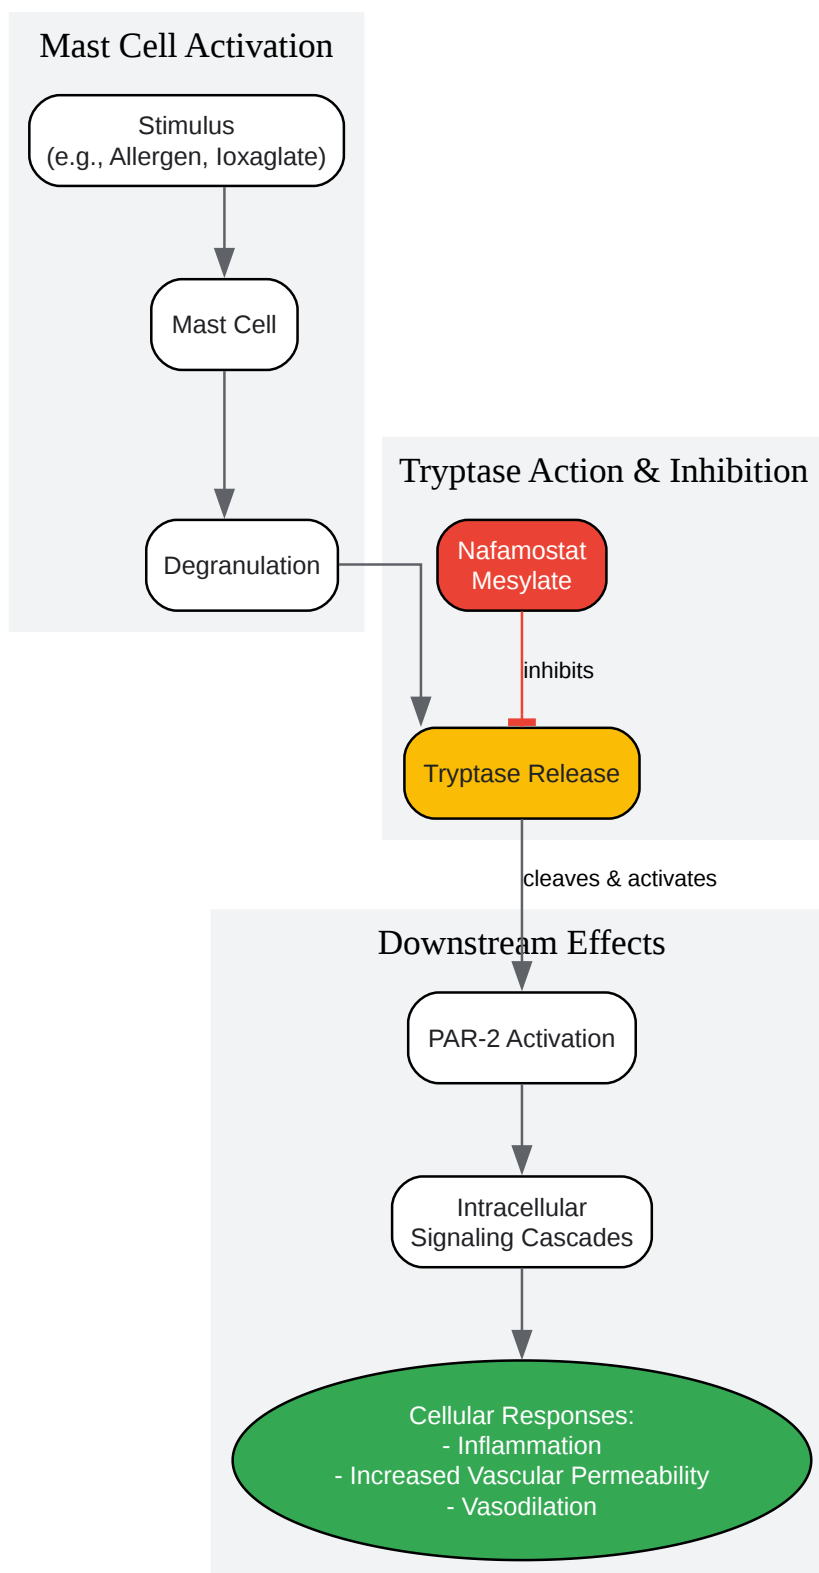 Mast Cell Activation
Stimulus
(e.g., Allergen, Ioxaglate)
Mast Cell
Degranulation
Tryptase Action & Inhibition
Nafamostat
Mesylate
inhibits
Tryptase Release
cleaves & activates
Downstream Effects
PAR-2 Activation
Intracellular
Signaling Cascades
Cellular Responses:
- Inflammation
- Increased Vascular Permeability
- Vasodilation